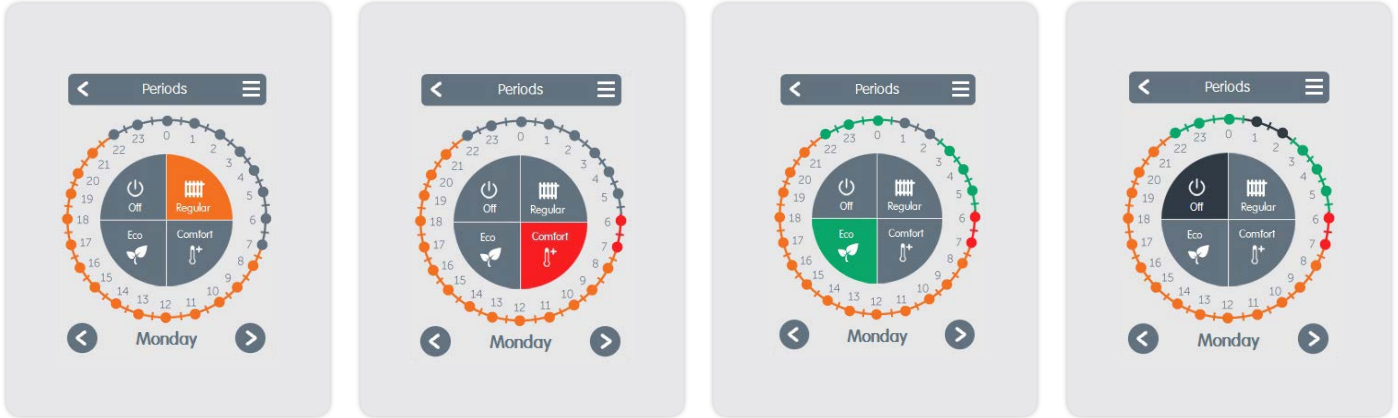 Periods
23 0 1
22 2
21 3
20 4
19 5
18 6
17 7
16 8
15 9
14 10
13 12 11
Off
Regular
Eco
Comfort
Monday
Periods
23 0 1
22 2
21 3
20 4
19 5
18 6
17 7
16 8
15 9
14 10
13 12 11
Off
Regular
Eco
Comfort
Monday
Periods
23 0 1
22 2
21 3
20 4
19 5
18 6
17 7
16 8
15 9
14 10
13 12 11
Off
Regular
Eco
Comfort
Monday
Periods
23 0 1
22 2
21 3
20 4
19 5
18 6
17 7
16 8
15 9
14 10
13 12 11
Off
Regular
Eco
Comfort
Monday